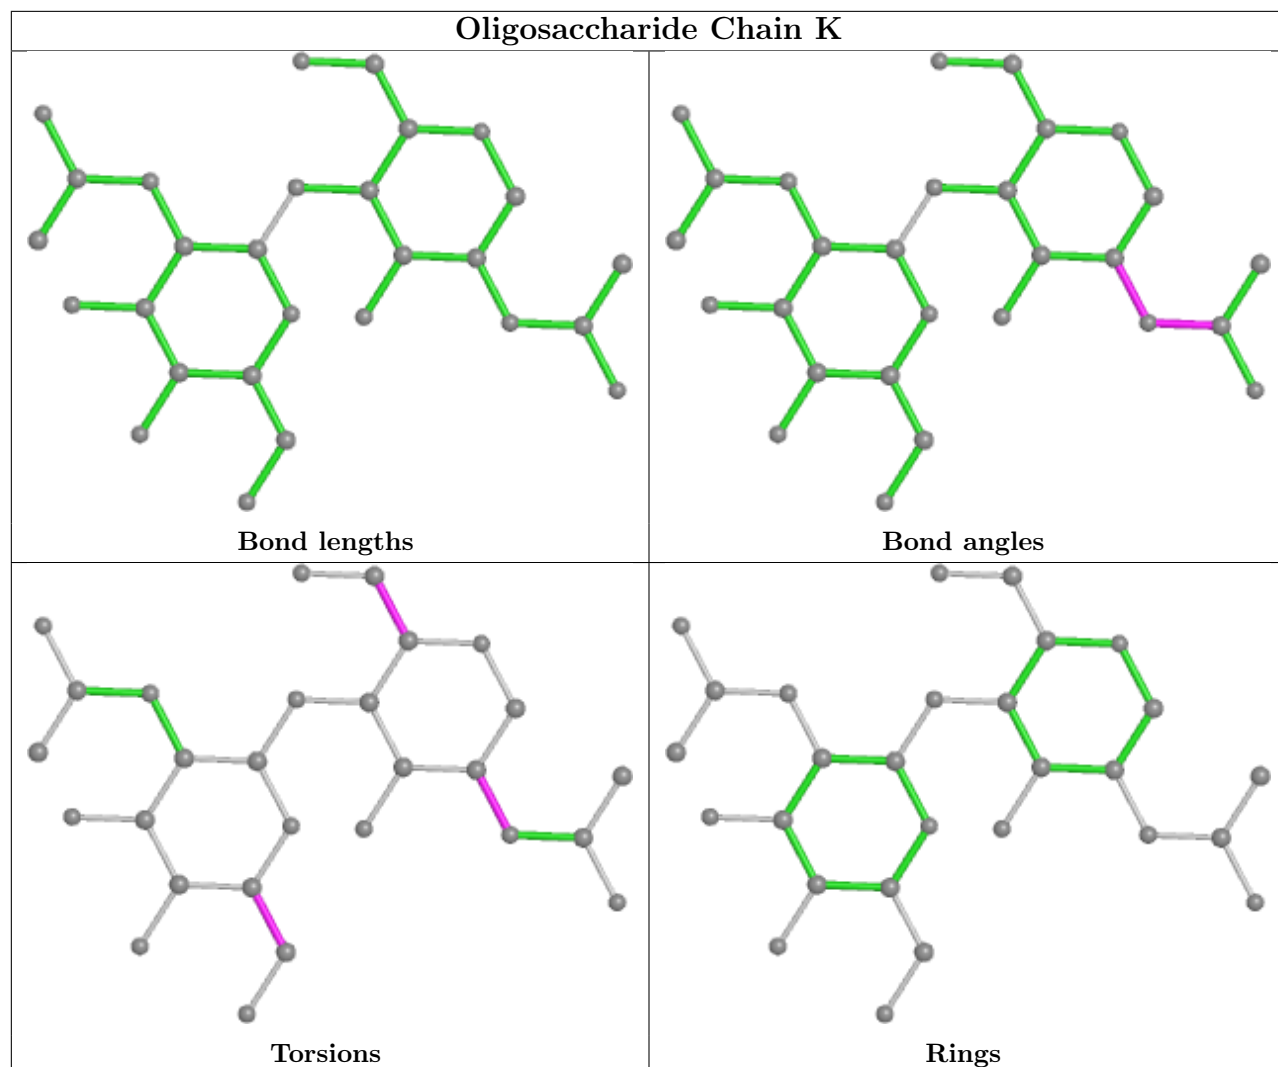 Oligosaccharide Chain K
Bond lengths
Bond angles
Torsions
Rings